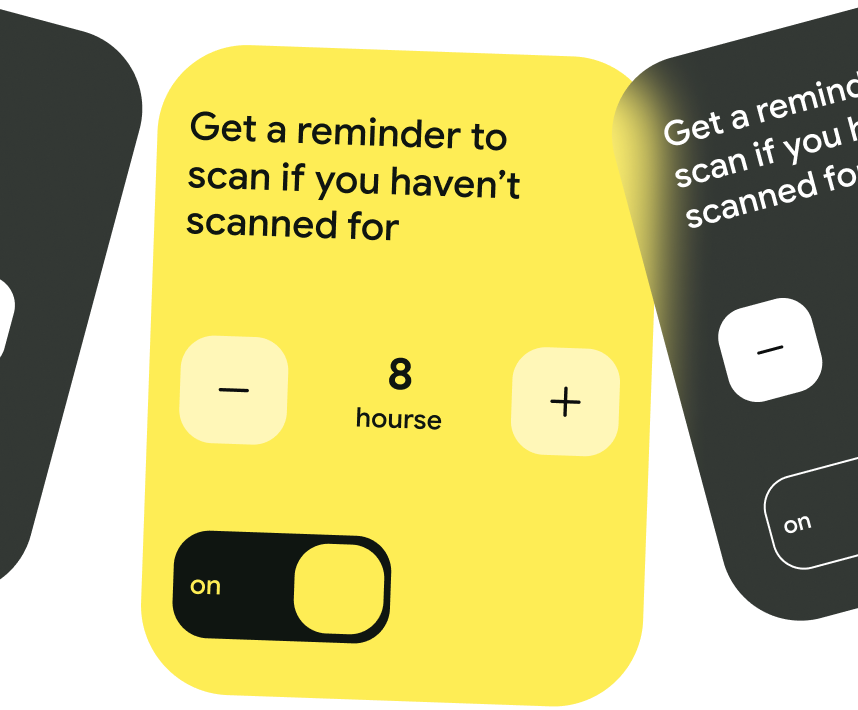 Get a reminder to
scan if you haven't
scanned for
−
8
+
hourse
on
Get a remind
scan if you h
scanned fo
−
on